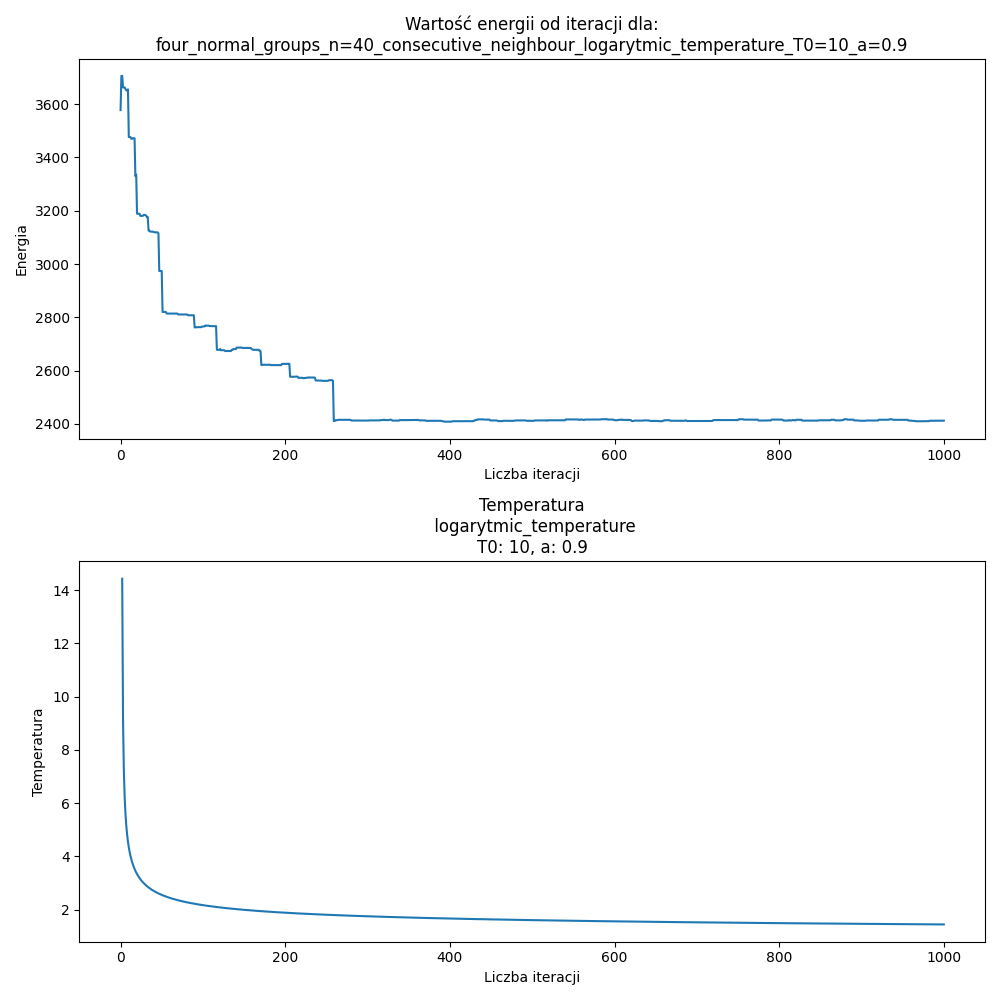 Wartość energii od iteracji dla:
four_normal_groups_n=40_consecutive_neighbour_logarytmic_temperature_T0=10_a=0.9
3600
3400
3200
3000
2800
2600
2400
Energia
0 200 400 600 800 1000
Liczba iteracji
Temperatura
logarytmic_temperature
T0: 10, a: 0.9
14
12
10
8
6
4
2
Temperatura
0 200 400 600 800 1000
Liczba iteracji